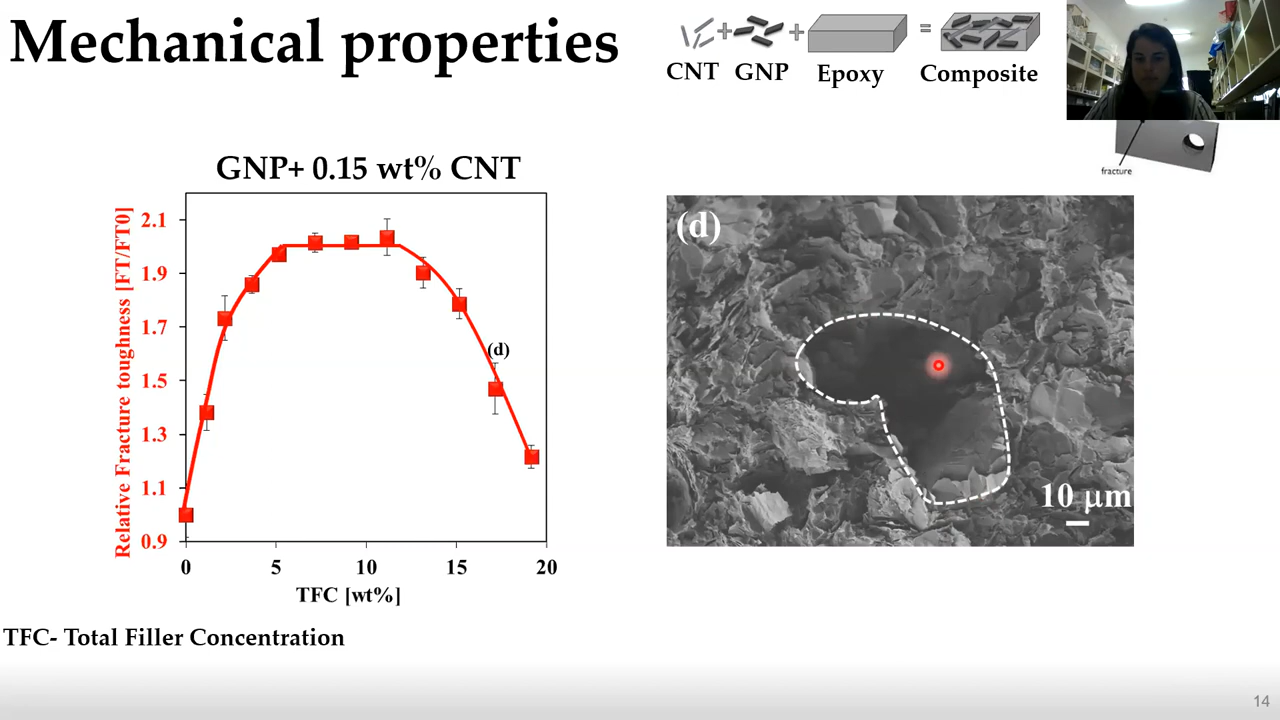 Mechanical properties
CNT + GNP + Epoxy = Composite
fracture
GNP+ 0.15 wt% CNT
Relative Fracture toughness [FT/FT0]
2.1
1.9
1.7
1.5
1.3
1.1
0.9
(d)
0 5 10 15 20
TFC [wt%]
(d)
10 μm
TFC- Total Filler Concentration
14